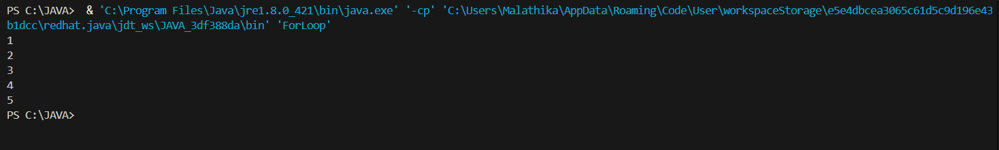 PS C:\JAVA>  & 'C:\Program Files\Java\jre1.8.0_421\bin\java.exe' '-cp' 'C:\Users\Malathika\AppData\Roaming\Code\User\workspaceStorage\e5e4dbcea3065c61d5c9d196e43
b1dcc\redhat.java\jdt_ws\JAVA_3df388da\bin' 'ForLoop'
1
2
3
4
5
PS C:\JAVA>